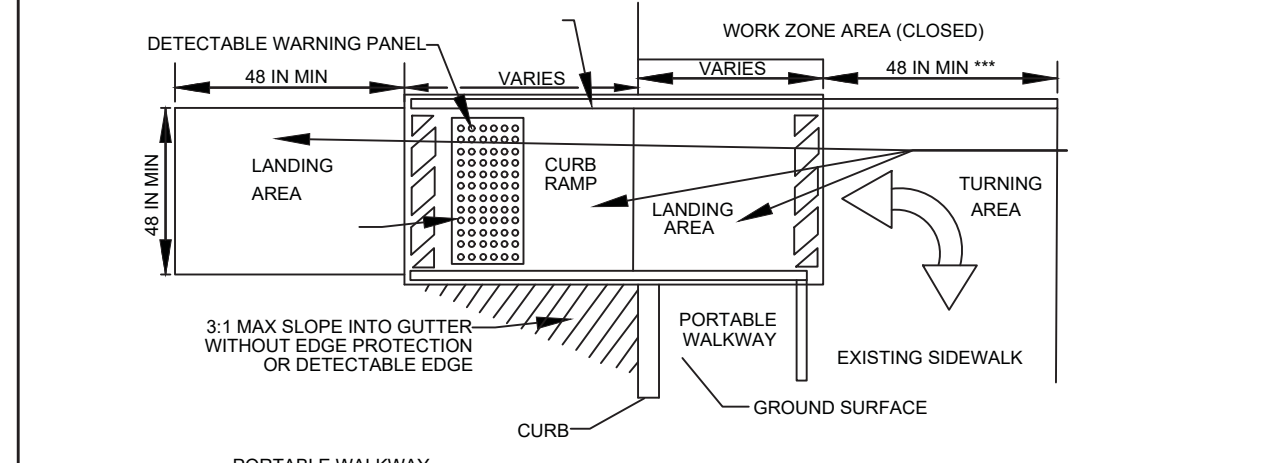 WORK ZONE AREA (CLOSED)
DETECTABLE WARNING PANEL
48 IN MIN
VARIES
VARIES
48 IN MIN ***
48 IN MIN
LANDING
AREA
CURB
RAMP
LANDING
AREA
TURNING
AREA
3:1 MAX SLOPE INTO GUTTER
WITHOUT EDGE PROTECTION
OR DETECTABLE EDGE
PORTABLE
WALKWAY
EXISTING SIDEWALK
GROUND SURFACE
CURB
PORTABLE WALKWAY